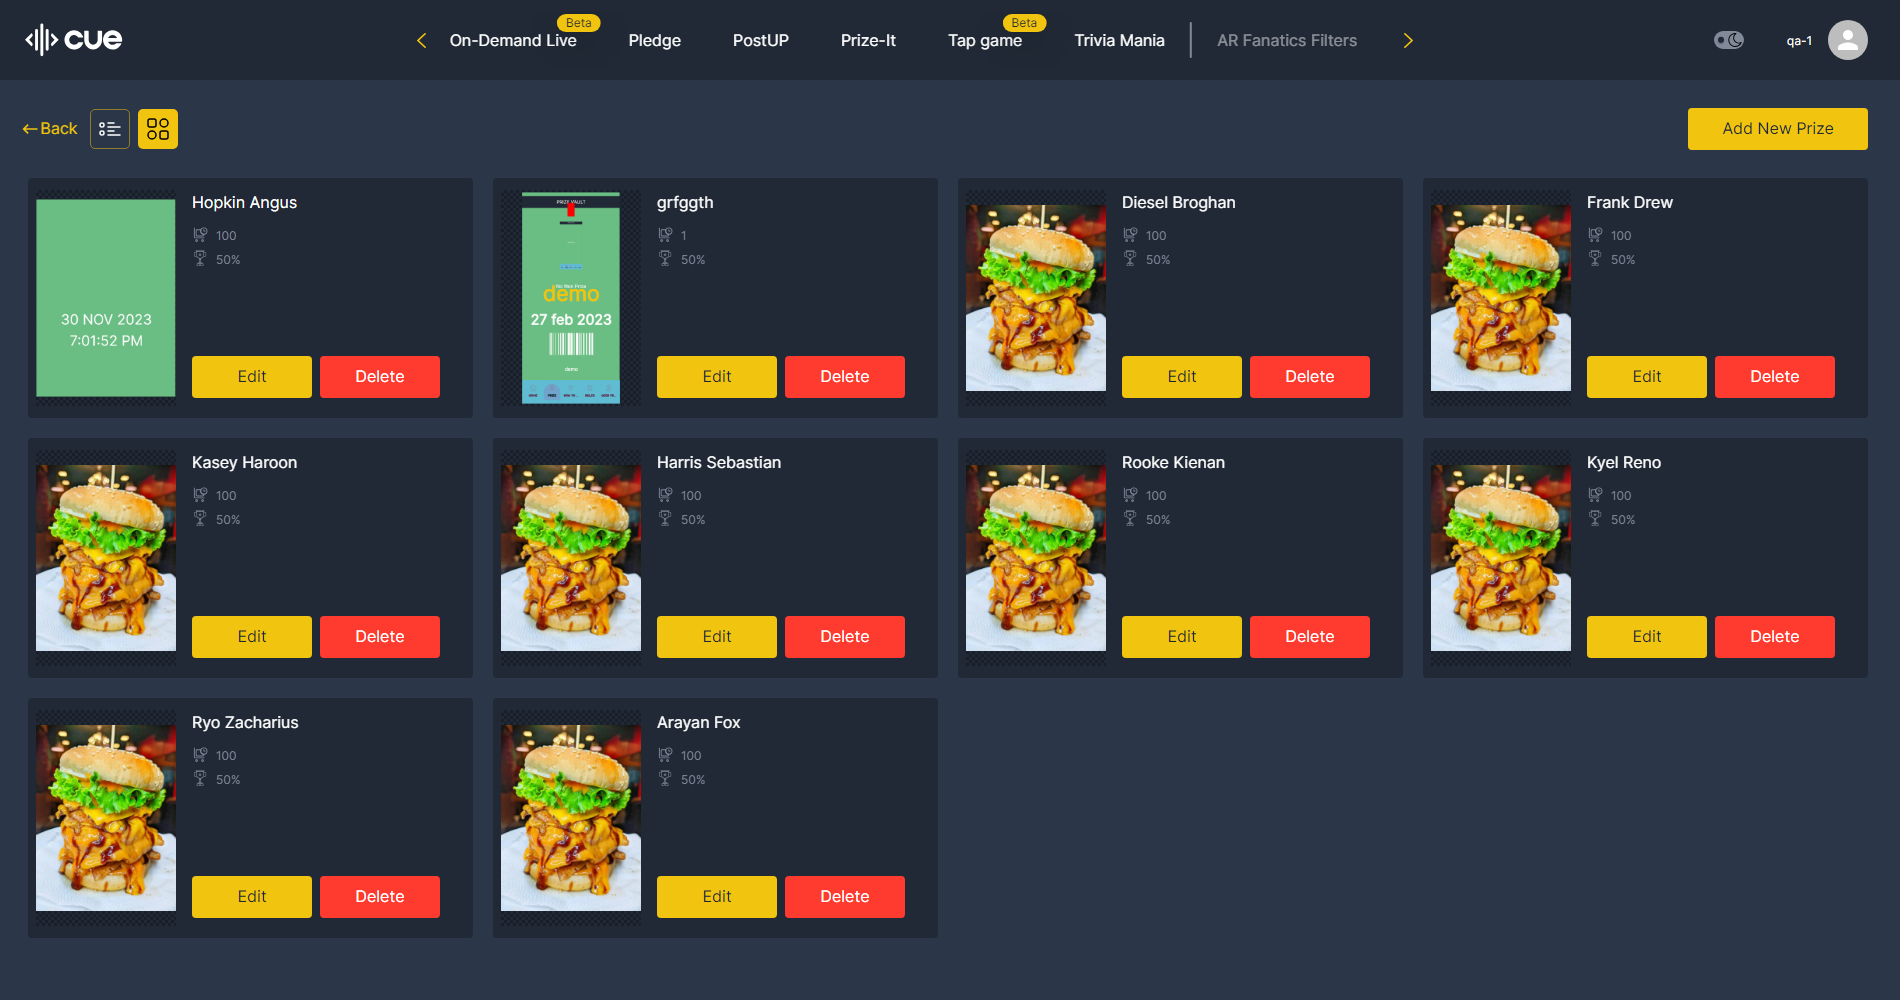 cue
On-Demand Live
Beta
Pledge
PostUP
Prize-It
Tap game
Beta
Trivia Mania
AR Fanatics Filters
qa-1
Back
Add New Prize
30 NOV 2023
7:01:52 PM
Hopkin Angus
100
50%
Edit
Delete
PRIZE VAULT
No Run Prize
demo
27 feb 2023
demo
grfggth
1
50%
Edit
Delete
Diesel Broghan
100
50%
Edit
Delete
Frank Drew
100
50%
Edit
Delete
Kasey Haroon
100
50%
Edit
Delete
Harris Sebastian
100
50%
Edit
Delete
Rooke Kienan
100
50%
Edit
Delete
Kyel Reno
100
50%
Edit
Delete
Ryo Zacharius
100
50%
Edit
Delete
Arayan Fox
100
50%
Edit
Delete